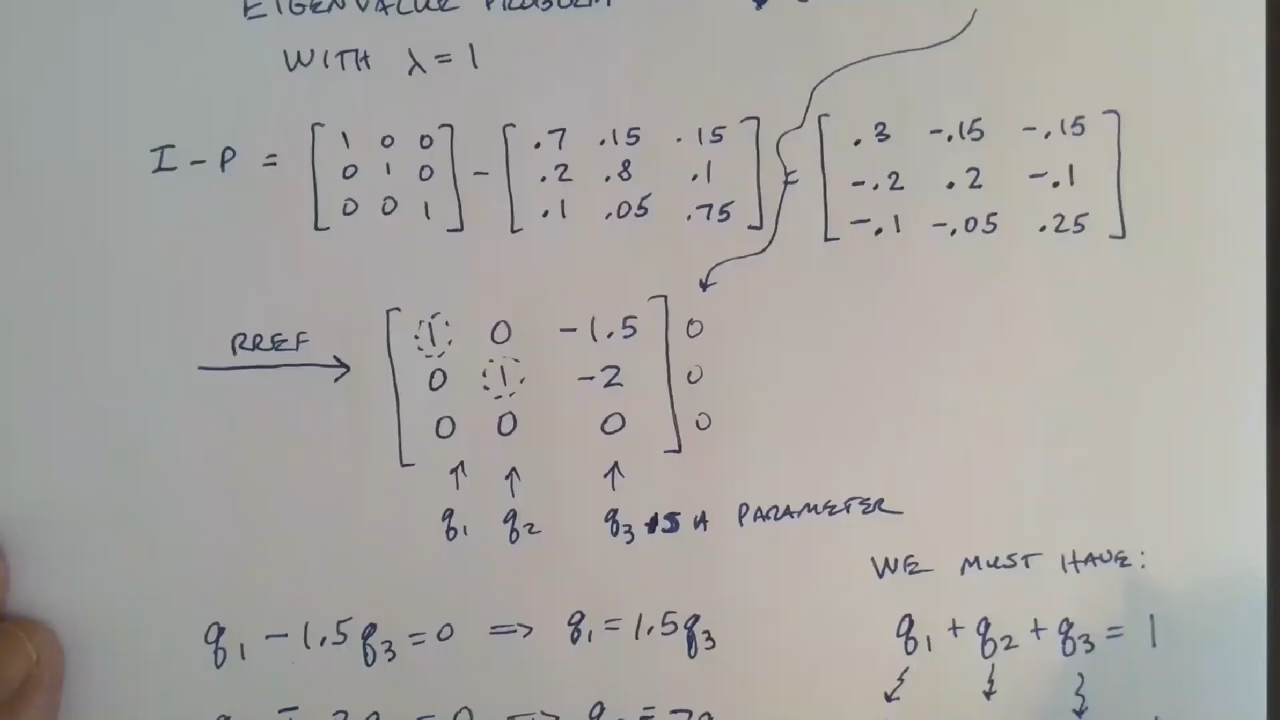 EIGENVALUE PROBLEM
WITH λ = 1
I - P = [ 1 0 0 ] - [ .7 .15 .15 ] = [ .3 -.15 -.15 ]
[ 0 1 0 ] [ .2 .8 .1 ] [ -.2 .2 -.1 ]
[ 0 0 1 ] [ .1 .05 .75 ] [ -.1 -.05 .25 ]
RREF → [ 1 0 -1.5 ] 0
[ 0 1 -2 ] 0
[ 0 0 0 ] 0
↑ ↑ ↑
q₁ q₂ q₃ IS A PARAMETER
WE MUST HAVE:
q₁ - 1.5q₃ = 0 => q₁ = 1.5q₃
q₁ + q₂ + q₃ = 1